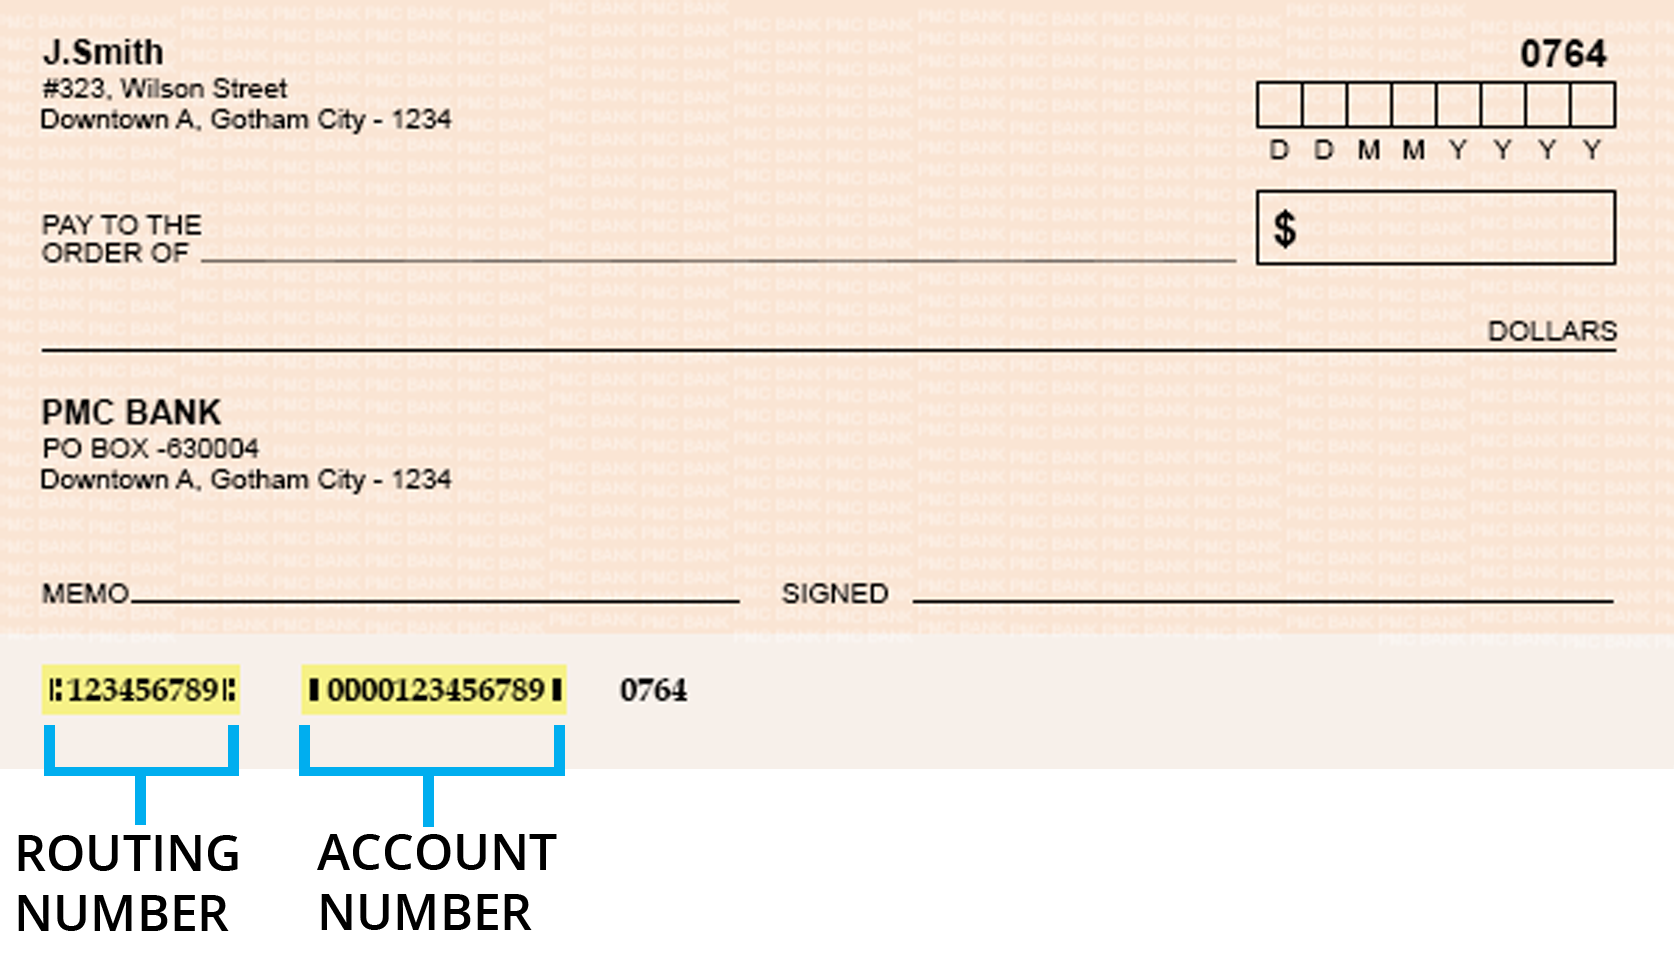 J.Smith
#323, Wilson Street
Downtown A, Gotham City - 1234
0764
D D M M Y Y Y Y
PAY TO THE
ORDER OF
$
DOLLARS
PMC BANK
PO BOX -630004
Downtown A, Gotham City - 1234
MEMO
SIGNED
⑆123456789⑆ ❚0D00123456789❚ 0764
ROUTING
NUMBER
ACCOUNT
NUMBER